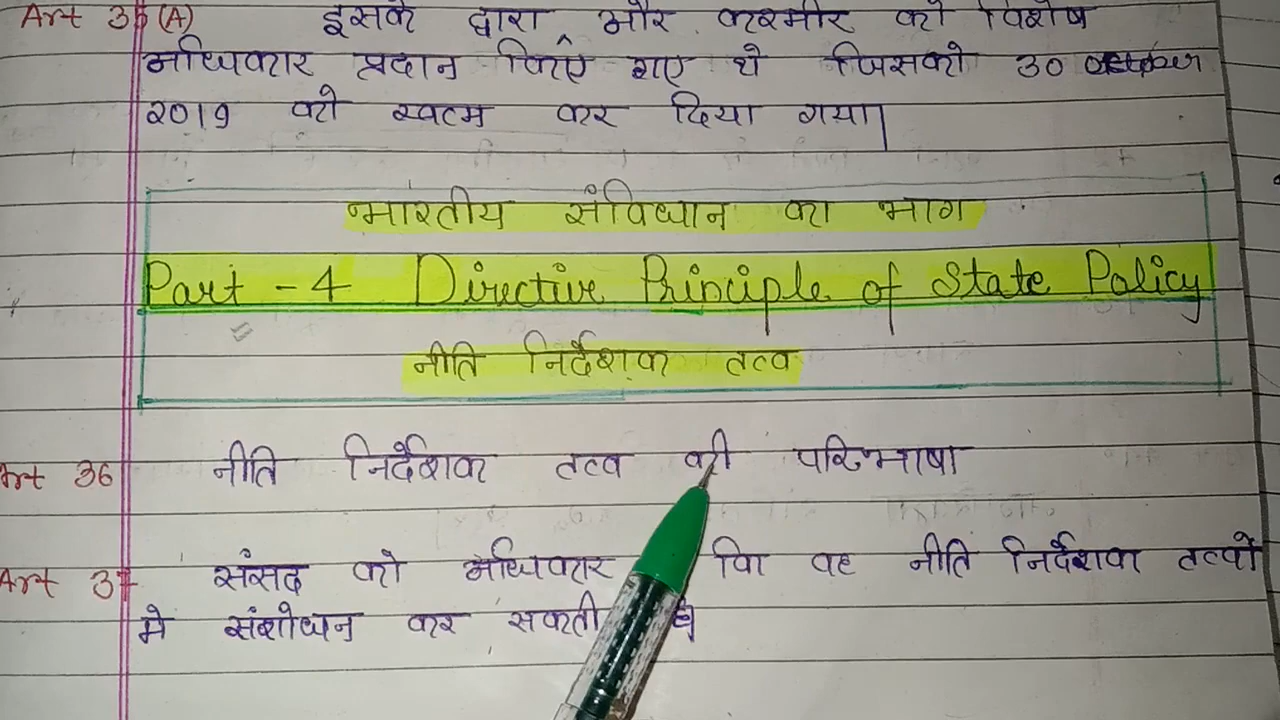 Art 35 (A) इसके द्वारा और कश्मीर को विशेष
अधिकार प्रदान किए गए थे जिसको 30 October
2019 को खत्म कर दिया गया|
भारतीय संविधान का भाग
Part - 4 Directive Principle of State Policy
नीति निर्देशक तत्व
Art 36 नीति निर्देशक तत्व की परिभाषा
Art 37 संसद को अधिकार कि वह नीति निर्देशक तत्वों
मे संशोधन कर सकती है|